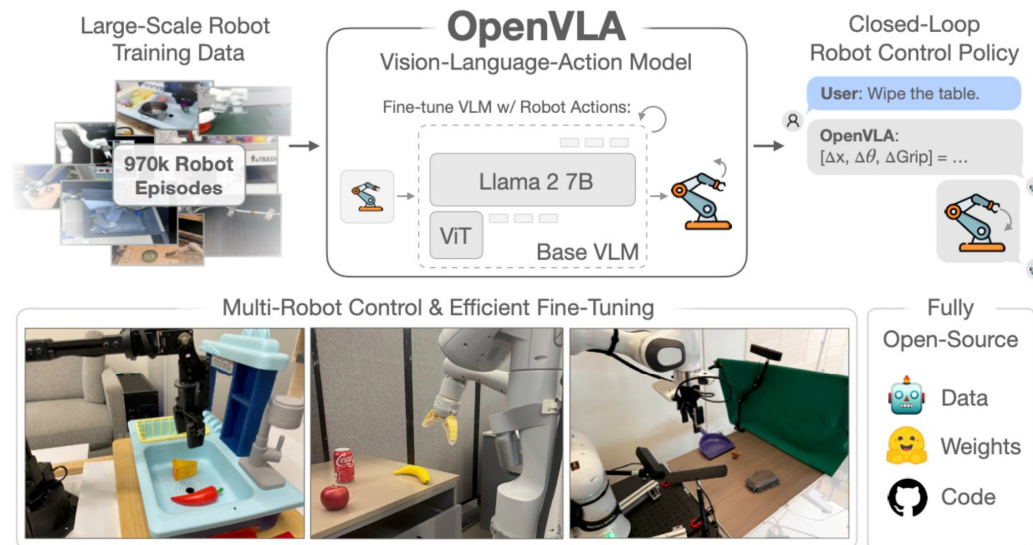 Large-Scale Robot
Training Data
970k Robot
Episodes
OpenVLA
Vision-Language-Action Model
Fine-tune VLM w/ Robot Actions:
Llama 2 7B
ViT
Base VLM
Closed-Loop
Robot Control Policy
User: Wipe the table.
OpenVLA:
[Δx, Δθ, ΔGrip] = …
Multi-Robot Control & Efficient Fine-Tuning
Coca-Cola
Fully
Open-Source
Data
Weights
Code